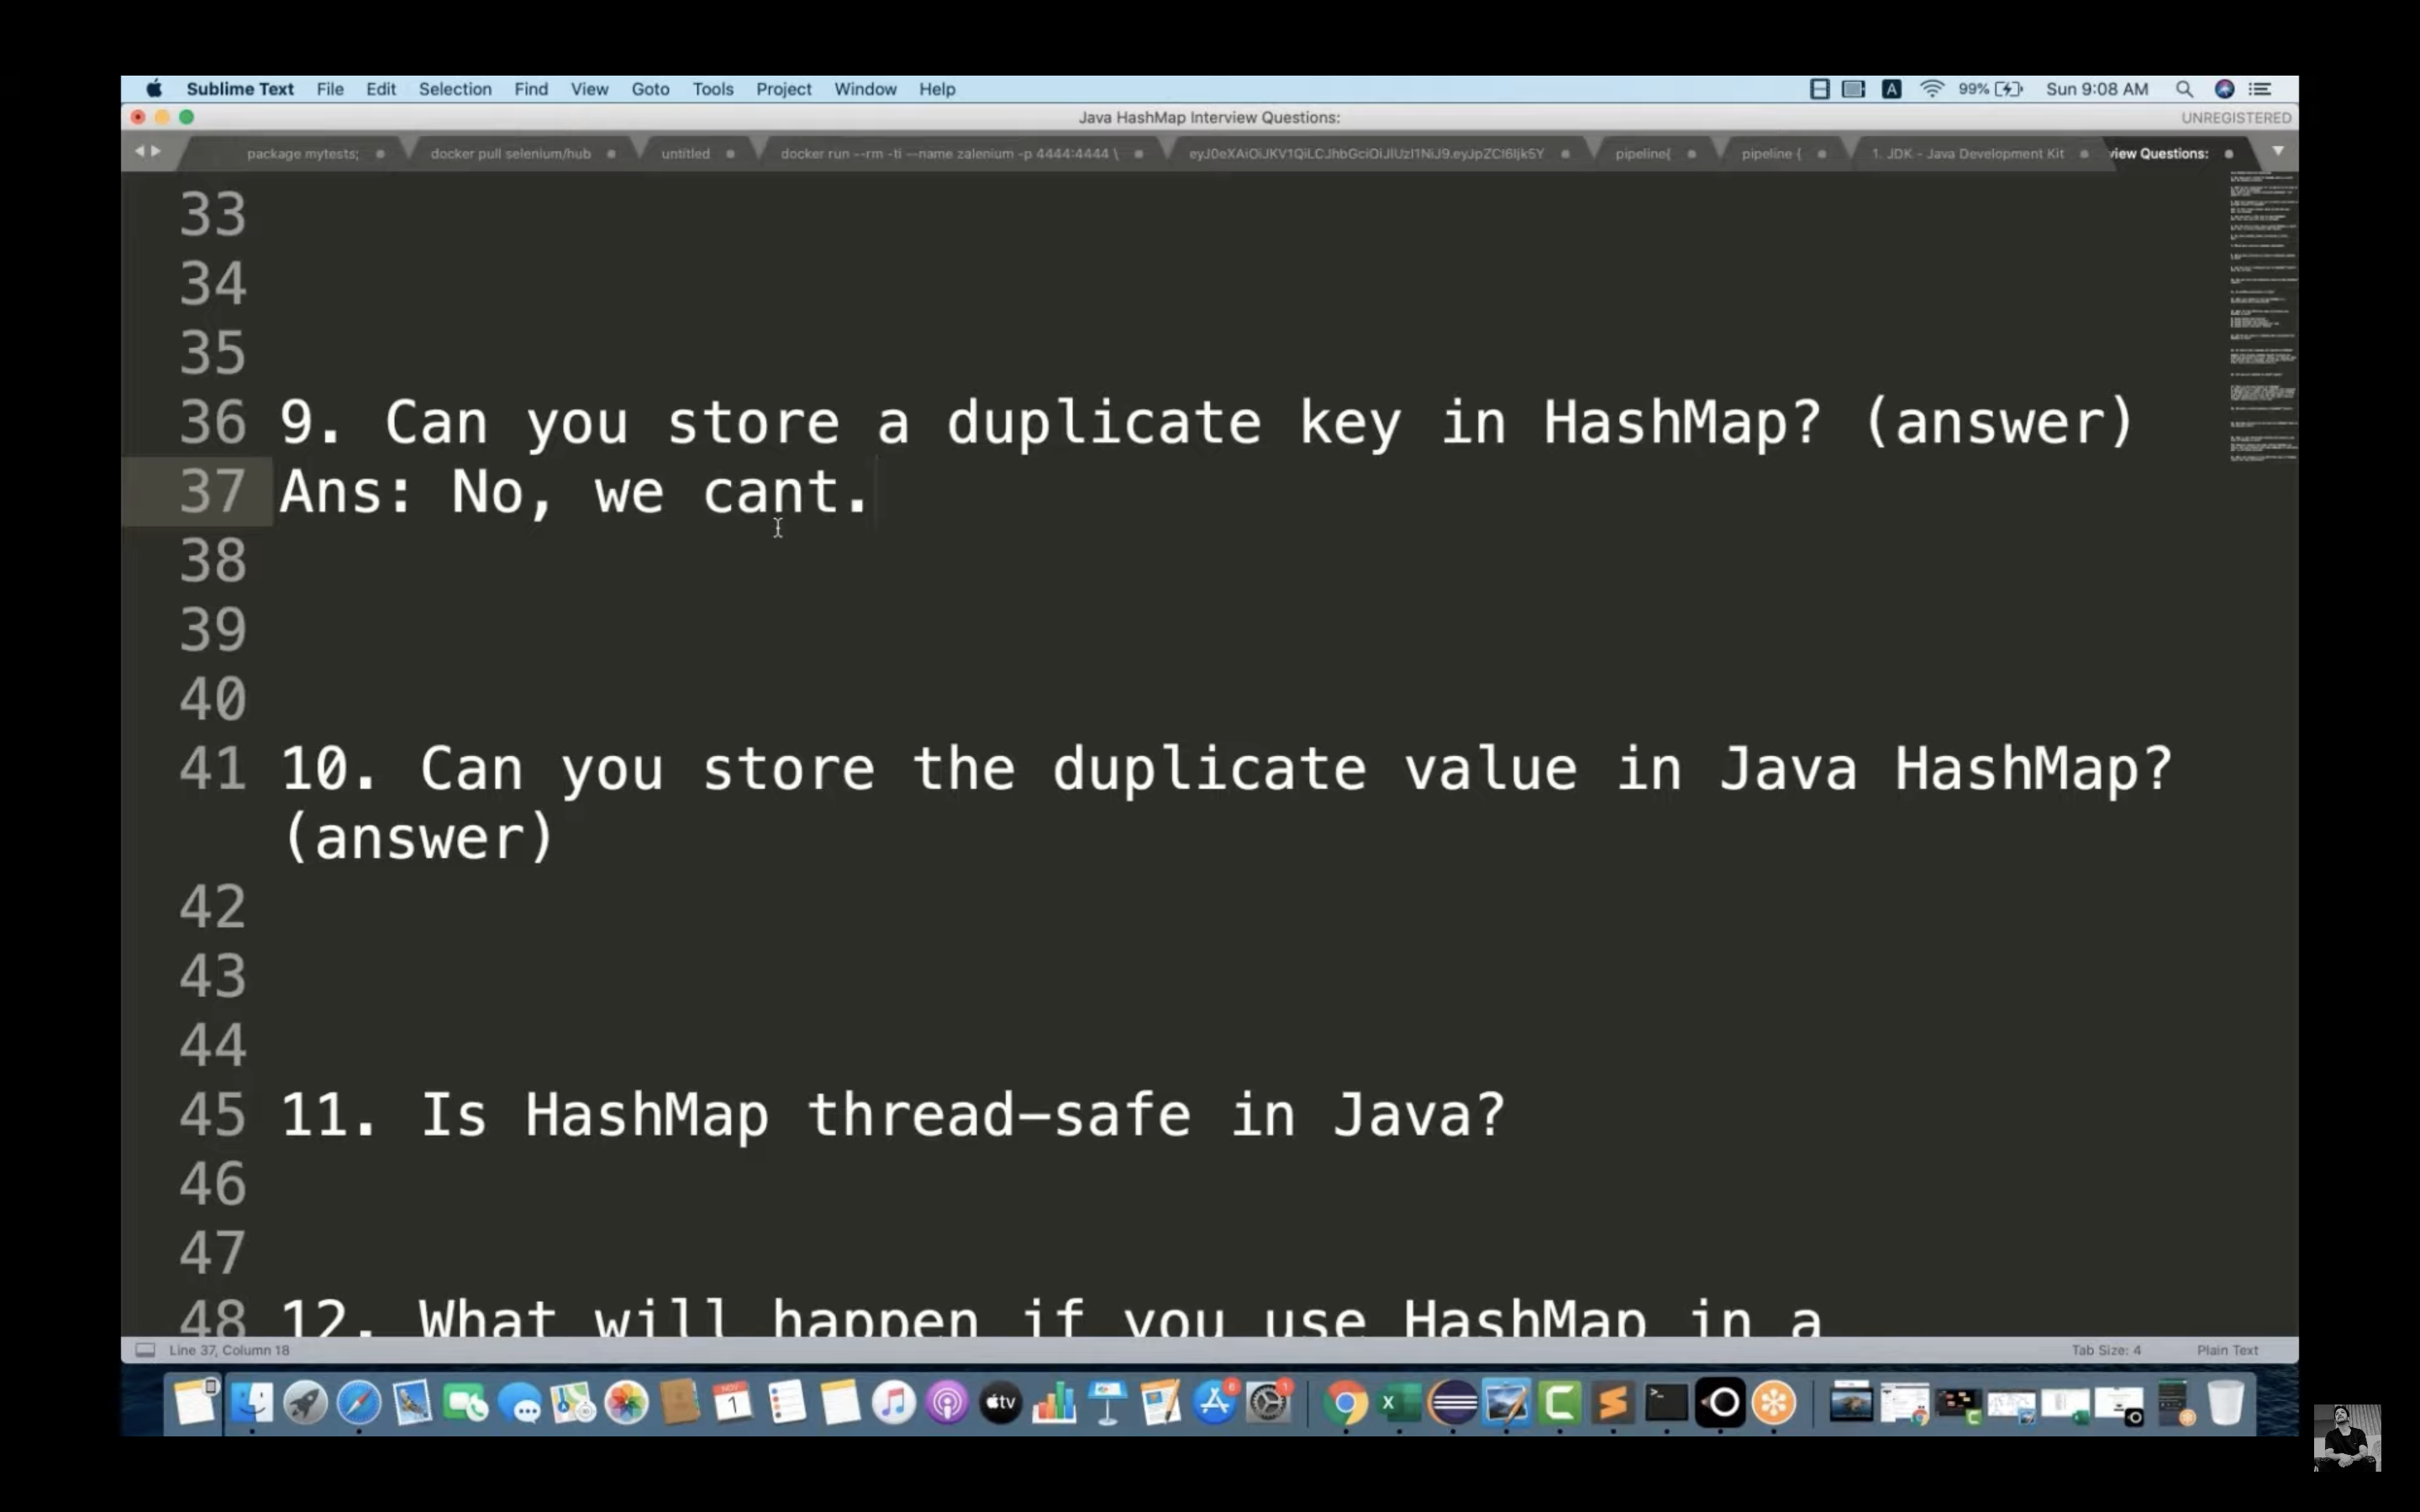 Sublime Text File Edit Selection Find View Goto Tools Project Window Help A 99% Sun 9:08 AM
Java HashMap Interview Questions: UNREGISTERED
package mytests; docker pull selenium/hub untitled docker run --rm -ti --name zalenium -p 4444:4444 \ pipeline{ pipeline { 1. JDK - Java Development Kit view Questions:
33
34
35
36 9. Can you store a duplicate key in HashMap? (answer)
37 Ans: No, we cant.
38
39
40
41 10. Can you store the duplicate value in Java HashMap?
(answer)
42
43
44
45 11. Is HashMap thread-safe in Java?
46
47
48 12. What will happen if you use HashMap in a
Line 37, Column 18 Tab Size: 4 Plain Text
NOV 1 tv X